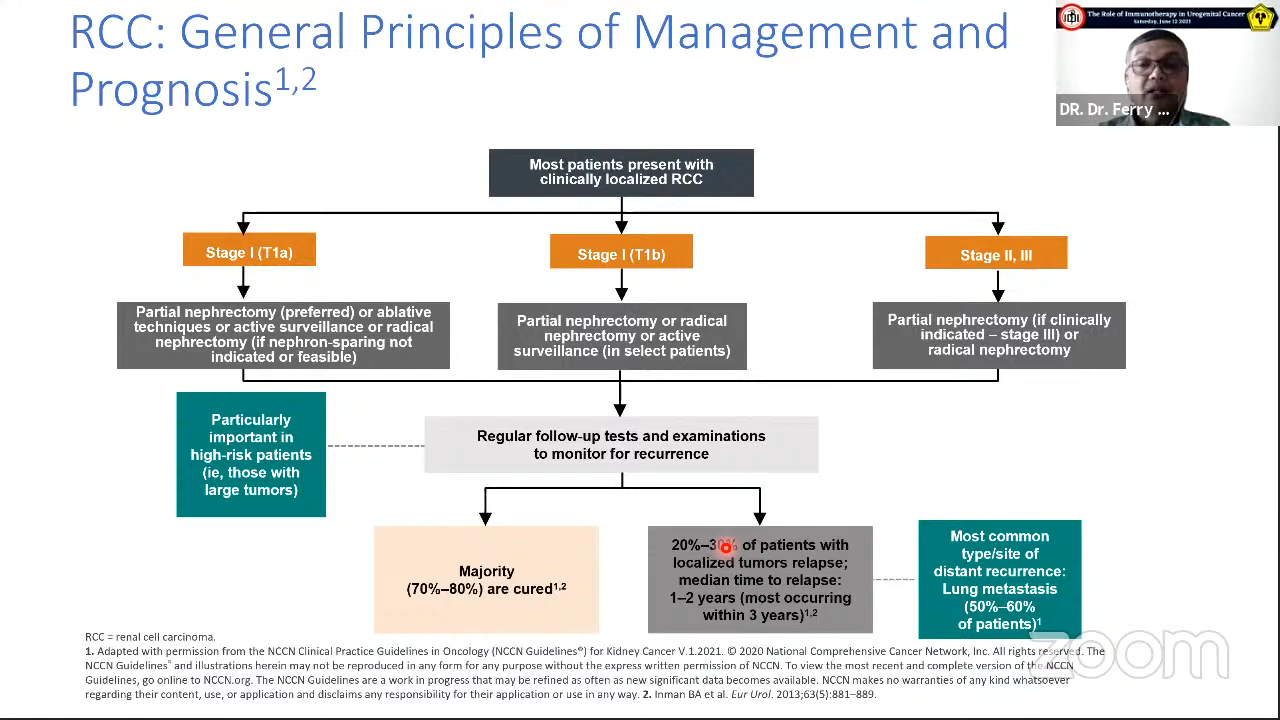 RCC: General Principles of Management and
Prognosis1,2
The Role of Immunotherapy in Urogenital Cancer
Saturday, June 12 2021
DR. Dr. Ferry ...
Most patients present with
clinically localized RCC
Stage I (T1a)
Stage I (T1b)
Stage II, III
Partial nephrectomy (preferred) or ablative
techniques or active surveillance or radical
nephrectomy (if nephron-sparing not
indicated or feasible)
Partial nephrectomy or radical
nephrectomy or active
surveillance (in select patients)
Partial nephrectomy (if clinically
indicated – stage III) or
radical nephrectomy
Particularly
important in
high-risk patients
(ie, those with
large tumors)
Regular follow-up tests and examinations
to monitor for recurrence
Majority
(70%–80%) are cured1,2
20%–30% of patients with
localized tumors relapse;
median time to relapse:
1–2 years (most occurring
within 3 years)1,2
Most common
type/site of
distant recurrence:
Lung metastasis
(50%–60%
of patients)1
RCC = renal cell carcinoma.
1. Adapted with permission from the NCCN Clinical Practice Guidelines in Oncology (NCCN Guidelines®) for Kidney Cancer V.1.2021. © 2020 National Comprehensive Cancer Network, Inc. All rights reserved. The
NCCN Guidelines® and illustrations herein may not be reproduced in any form for any purpose without the express written permission of NCCN. To view the most recent and complete version of the NCCN
Guidelines, go online to NCCN.org. The NCCN Guidelines are a work in progress that may be refined as often as new significant data becomes available. NCCN makes no warranties of any kind whatsoever
regarding their content, use, or application and disclaims any responsibility for their application or use in any way. 2. Inman BA et al. Eur Urol. 2013;63(5):881–889.
zoom